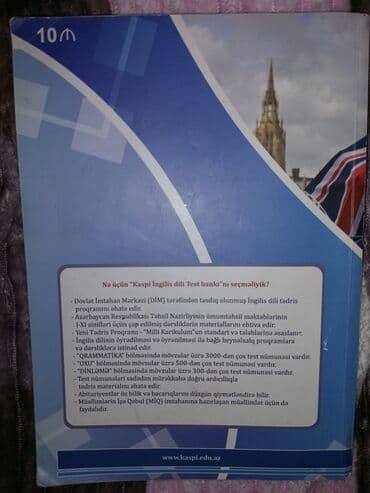 10 ₼
Nə üçün "Kaspi İngilis dili Test bankı"nı seçməliyik?
- Dövlət İmtahan Mərkəzi (DİM) tərəfindən təsdiq olunmuş İngilis dili tədris
proqramını əhatə edir.
- Azərbaycan Respublikası Təhsil Nazirliyinin ümumtəhsil məktəblərinin
I-XI sinifləri üçün çap edilmiş dərsliklərin materiallarını ehtiva edir.
- Yeni Tədris Proqramı - "Milli Kurikulum"un standart və tələblərinə əsaslanır.
- İngilis dilinin öyrədilməsi və öyrənilməsi ilə bağlı beynəlxalq proqramlara
və dərsliklərə istinad edir.
- "QRAMMATİKA" bölməsində mövzular üzrə 3000-dən çox test nümunəsi vardır.
- "OXU" bölməsində mövzular üzrə 500-dən çox test nümunəsi vardır.
- "DİNLƏMƏ" bölməsində mövzular üzrə 300-dən çox test nümunəsi vardır.
- Test nümunələri sadədən mürəkkəbə doğru ardıcıllıqla
tədris materialını əhatə edir.
- Abituriyentlər öz bilik və bacarıqlarını düzgün qiymətləndirə bilir.
- Müəllimlərin İşə Qəbul (MİQ) imtahanına hazırlaşan müəllimlər üçün də
faydalıdır.
www.kaspi.edu.az